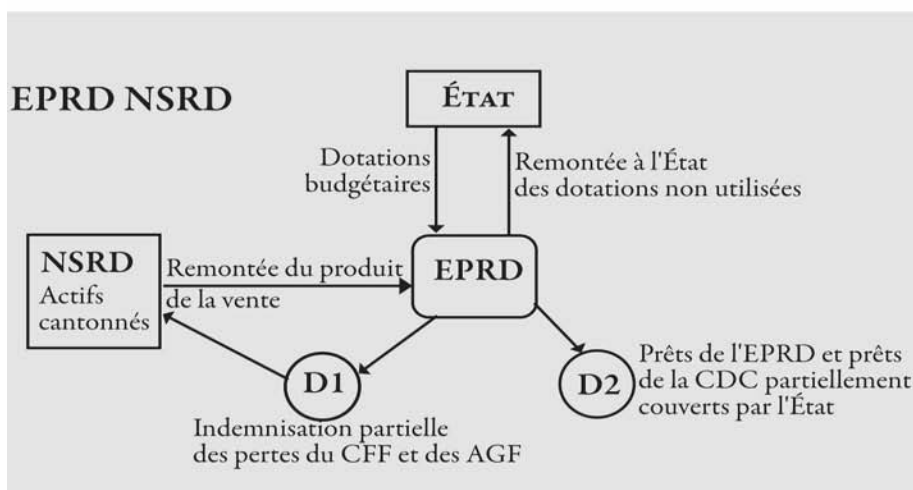 EPRD NSRD
ÉTAT
Dotations
budgétaires
Remontée à l'État
des dotations non utilisées
NSRD
Actifs
cantonnés
Remontée du produit
de la vente
EPRD
D1
Indemnisation partielle
des pertes du CFF et des AGF
D2
Prêts de l'EPRD et prêts
de la CDC partiellement
couverts par l'État